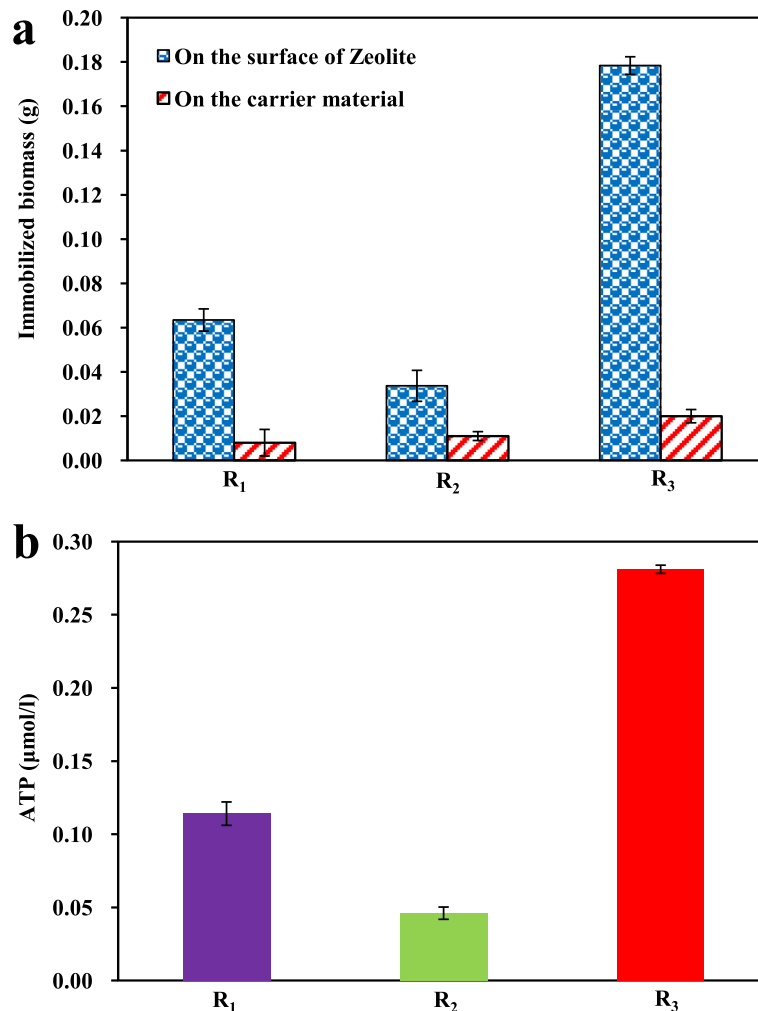 a
0.20
0.18
0.16
0.14
0.12
0.10
0.08
0.06
0.04
0.02
0.00
Immobilized biomass (g)
On the surface of Zeolite
On the carrier material
R₁ R₂ R₃
b
0.30
0.25
0.20
0.15
0.10
0.05
0.00
ATP (μmol/l)
R₁ R₂ R₃